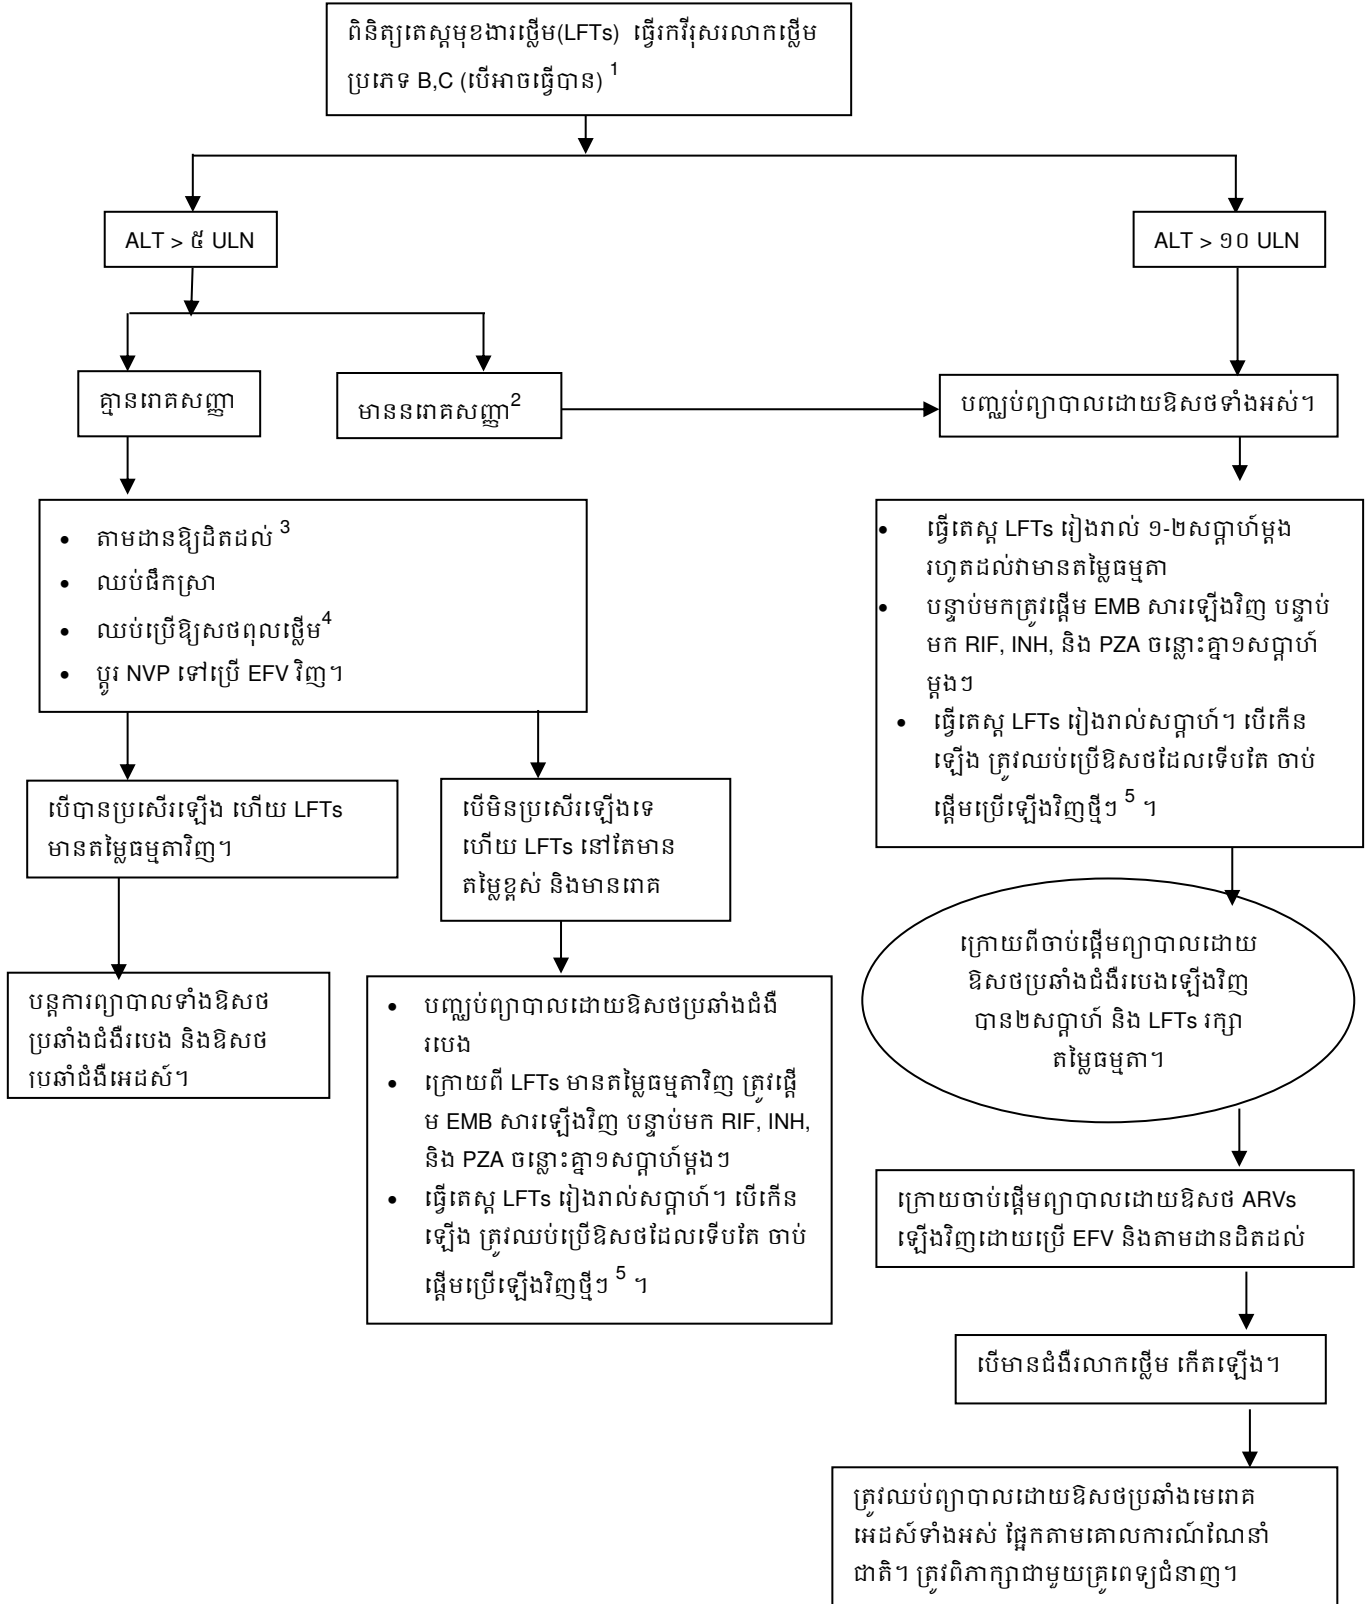 ពិនិត្យតេស្តមុខងារថ្លើម(LFTs) ធ្វើរកវីរុសរលាកថ្លើម
ប្រភេទ B,C (បើអាចធ្វើបាន) 1
ALT > ៥ ULN
ALT > ១០ ULN
គ្មានរោគសញ្ញា
មាននរោគសញ្ញា2
បញ្ឈប់ព្យាបាលដោយឱសថទាំងអស់។
• តាមដានឱ្យដិតដល់ 3
• ឈប់ផឹកស្រា
• ឈប់ប្រើឱ្យសថពុលថ្លើម4
• ប្តូរ NVP ទៅប្រើ EFV វិញ។
• ធ្វើតេស្ត LFTs រៀងរាល់ ១-២សប្តាហ៍ម្តង
រហូតដល់វាមានតម្លៃធម្មតា
• បន្ទាប់មកត្រូវផ្តើម EMB សារឡើងវិញ បន្ទាប់
មក RIF, INH, និង PZA ចន្លោះគ្នា១សប្តាហ៍
ម្តងៗ
• ធ្វើតេស្ត LFTs រៀងរាល់សប្តាហ៍។ បើកើន
ឡើង ត្រូវឈប់ប្រើឱសថដែលទើបតែ ចាប់
ផ្តើមប្រើឡើងវិញថ្មីៗ 5 ។
បើបានប្រសើរឡើង ហើយ LFTs
មានតម្លៃធម្មតាវិញ។
បើមិនប្រសើរឡើងទេ
ហើយ LFTs នៅតែមាន
តម្លៃខ្ពស់ និងមានរោគ
បន្តការព្យាបាលទាំងឱសថ
ប្រឆាំងជំងឺរបេង និងឱសថ
ប្រឆាំជំងឺអេដស៍។
• បញ្ឈប់ព្យាបាលដោយឱសថប្រឆាំងជំងឺ
របេង
• ក្រោយពី LFTs មានតម្លៃធម្មតាវិញ ត្រូវផ្តើ
ម EMB សារឡើងវិញ បន្ទាប់មក RIF, INH,
និង PZA ចន្លោះគ្នា១សប្តាហ៍ម្តងៗ
• ធ្វើតេស្ត LFTs រៀងរាល់សប្តាហ៍។ បើកើន
ឡើង ត្រូវឈប់ប្រើឱសថដែលទើបតែ ចាប់
ផ្តើមប្រើឡើងវិញថ្មីៗ 5 ។
ក្រោយពីចាប់ផ្តើមព្យាបាលដោយ
ឱសថប្រឆាំងជំងឺរបេងឡើងវិញ
បាន២សប្តាហ៍ និង LFTs រក្សា
តម្លៃធម្មតា។
ក្រោយចាប់ផ្តើមព្យាបាលដោយឱសថ ARVs
ឡើងវិញដោយប្រើ EFV និងតាមដានដិតដល់
បើមានជំងឺរលាកថ្លើម កើតឡើង។
ត្រូវឈប់ព្យាបាលដោយឱសថប្រឆាំងមេរោគ
អេដស៍ទាំងអស់ ផ្អែកតាមគោលការណ៍ណែនាំ
ជាតិ។ ត្រូវពិភាក្សាជាមួយគ្រូពេទ្យជំនាញ។